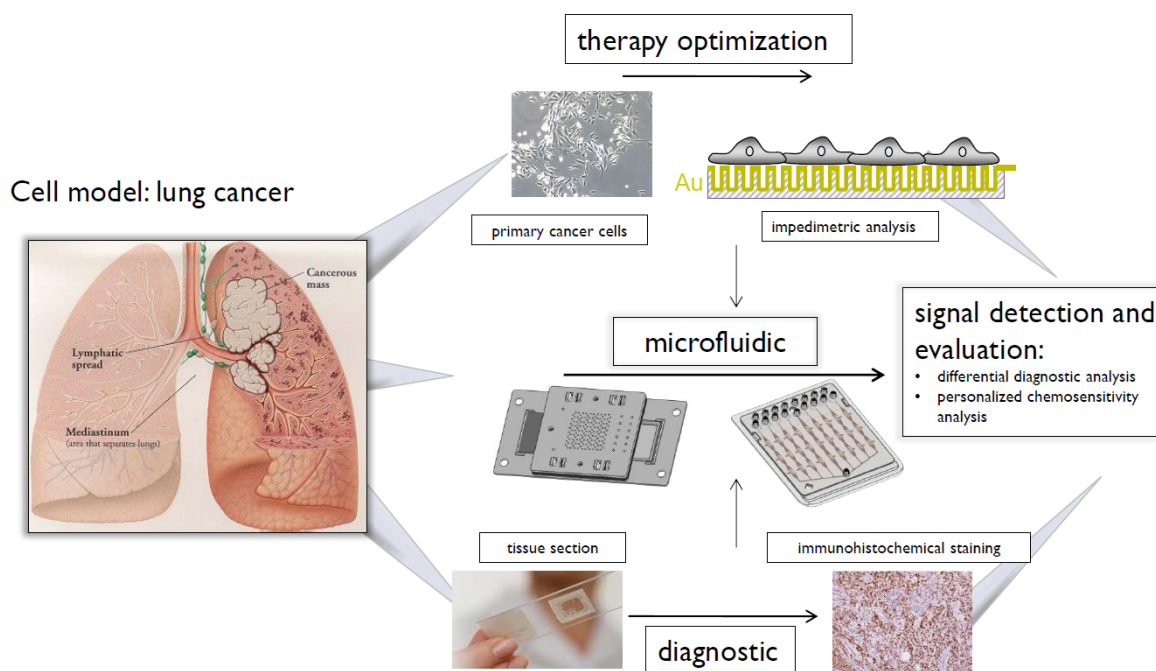 therapy optimization
Au
Cell model: lung cancer
primary cancer cells
impedimetric analysis
Cancerous
mass
Lymphatic
spread
Mediastinum
(area that separates lungs)
microfluidic
signal detection and
evaluation:
• differential diagnostic analysis
• personalized chemosensitivity
analysis
tissue section
immunohistochemical staining
diagnostic